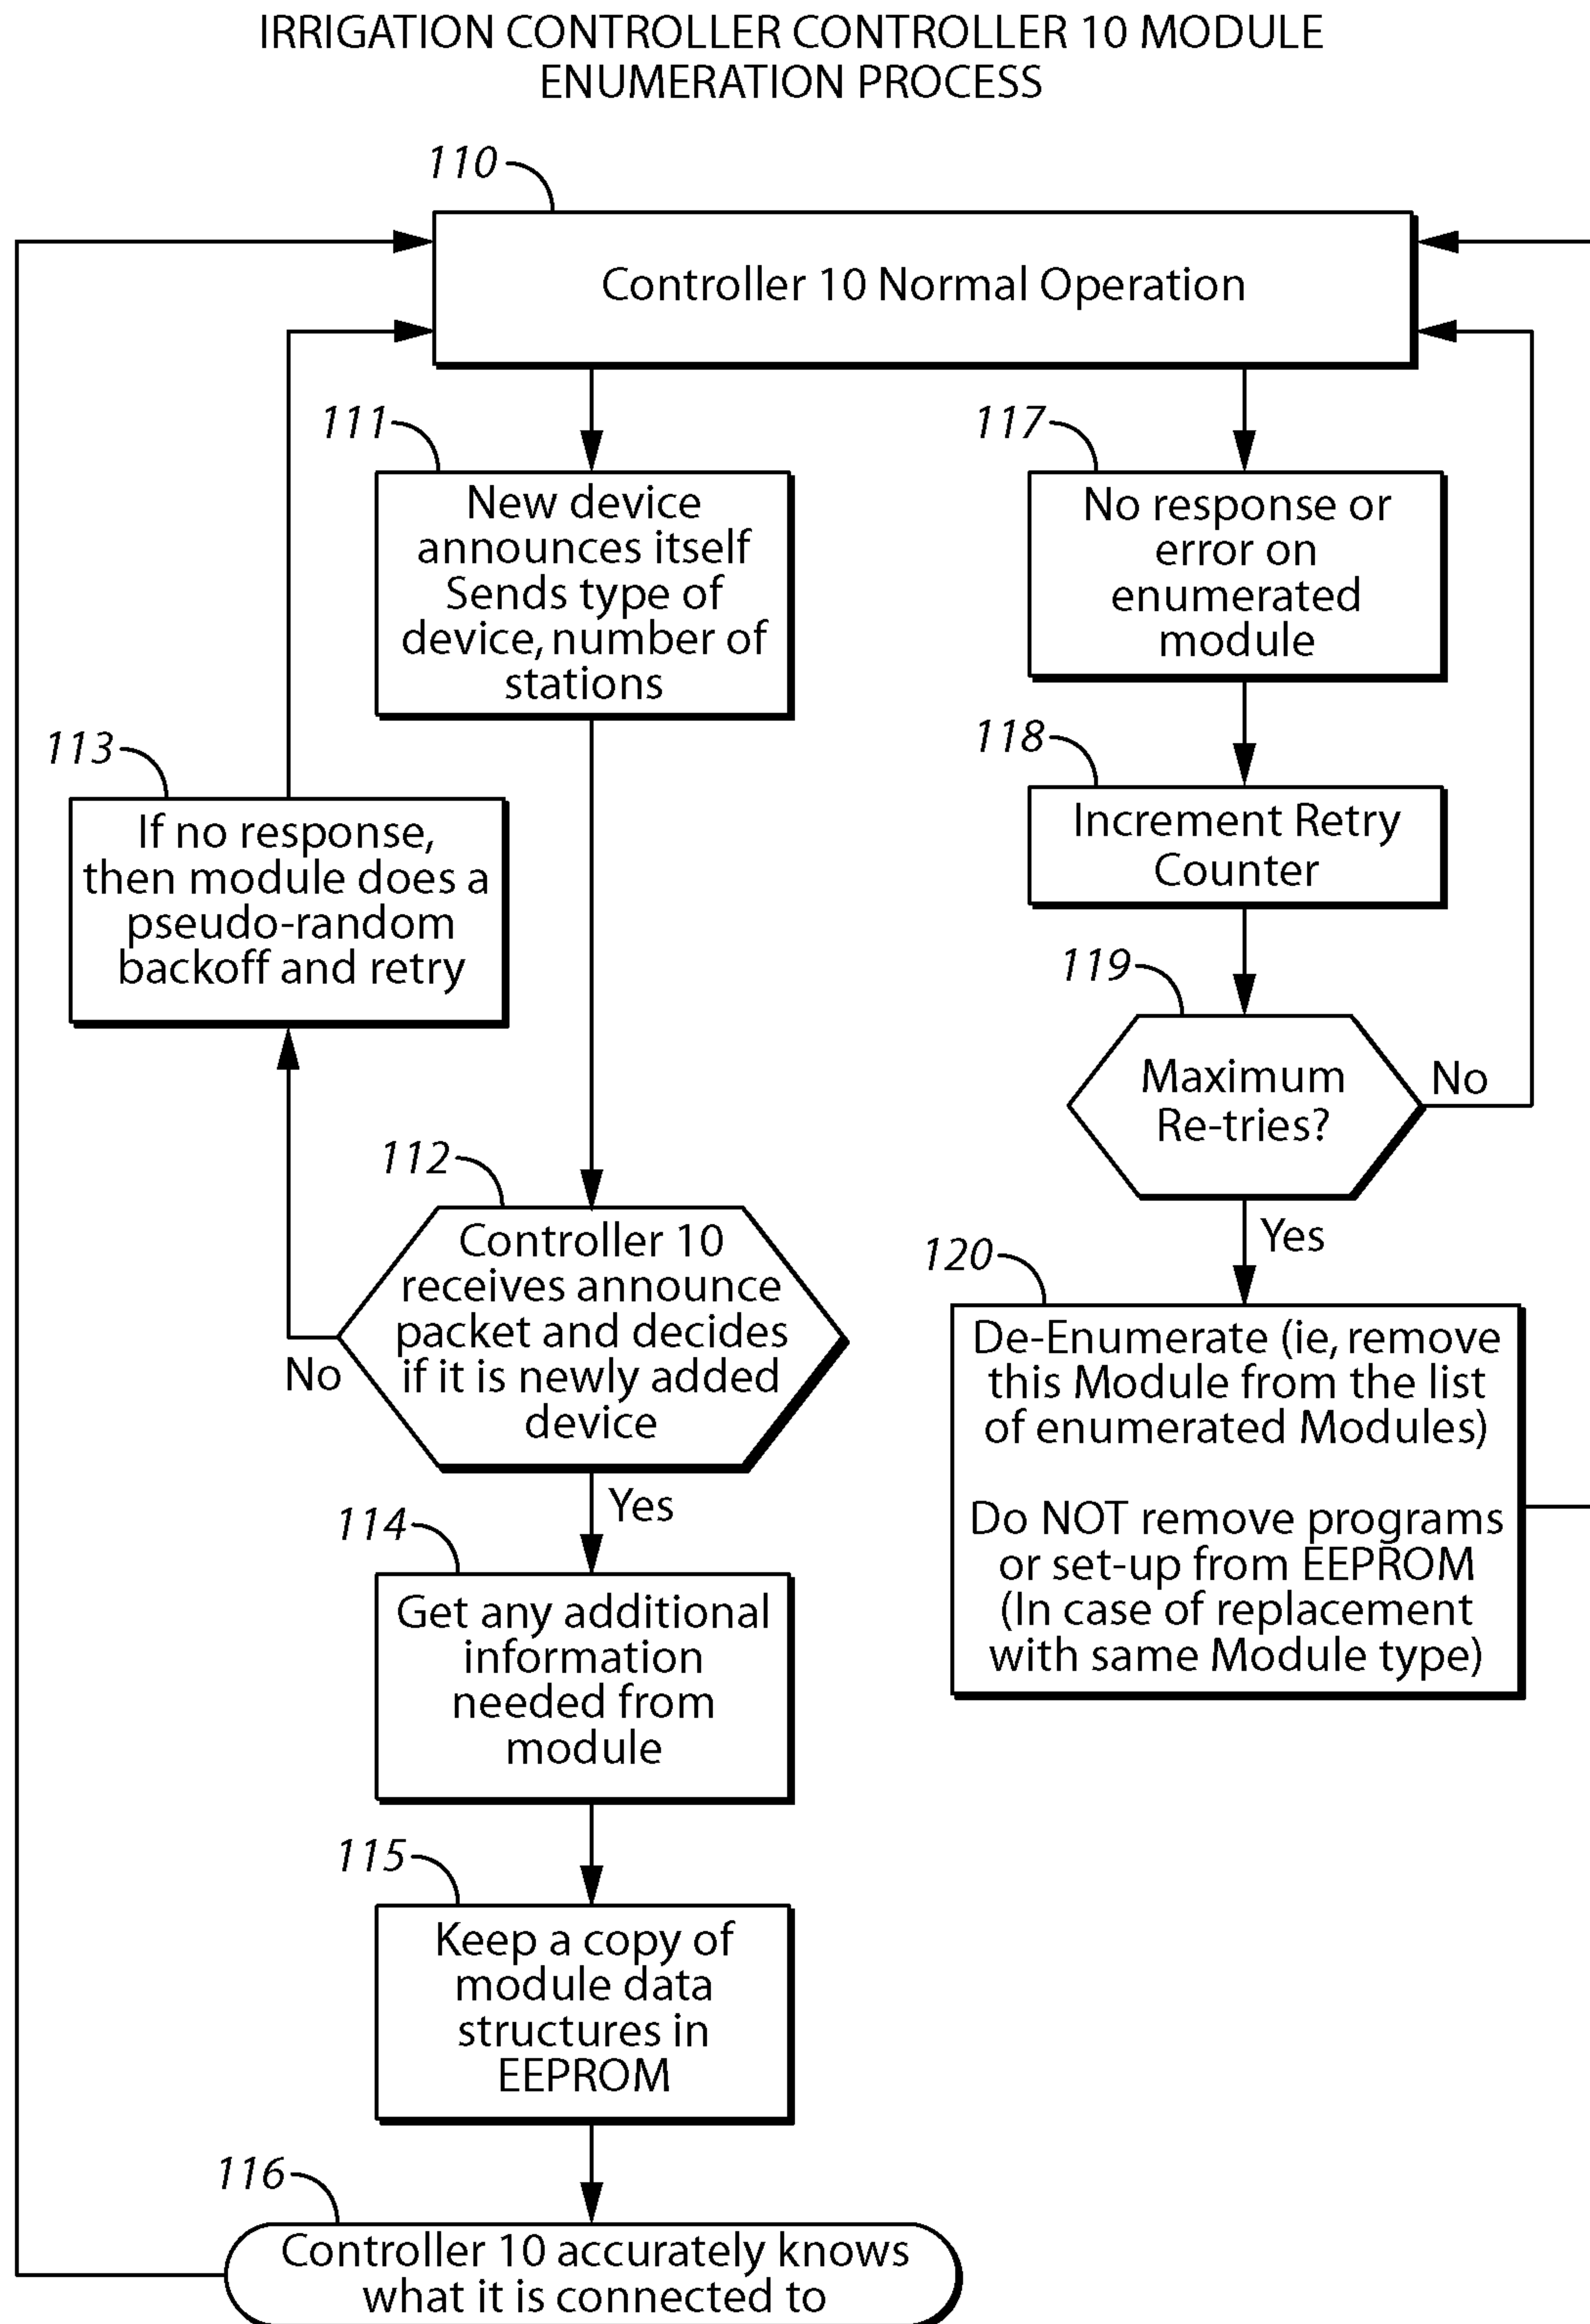 IRRIGATION CONTROLLER CONTROLLER 10 MODULE
ENUMERATION PROCESS
110
Controller 10 Normal Operation
111
New device
announces itself
Sends type of
device, number of
stations
113
If no response,
then module does a
pseudo-random
backoff and retry
112
Controller 10
receives announce
packet and decides
if it is newly added
device
No
Yes
114
Get any additional
information
needed from
module
115
Keep a copy of
module data
structures in
EEPROM
116
Controller 10 accurately knows
what it is connected to
117
No response or
error on
enumerated
module
118
Increment Retry
Counter
119
Maximum
Re-tries?
No
Yes
120
De-Enumerate (ie, remove
this Module from the list
of enumerated Modules)
Do NOT remove programs
or set-up from EEPROM
(In case of replacement
with same Module type)